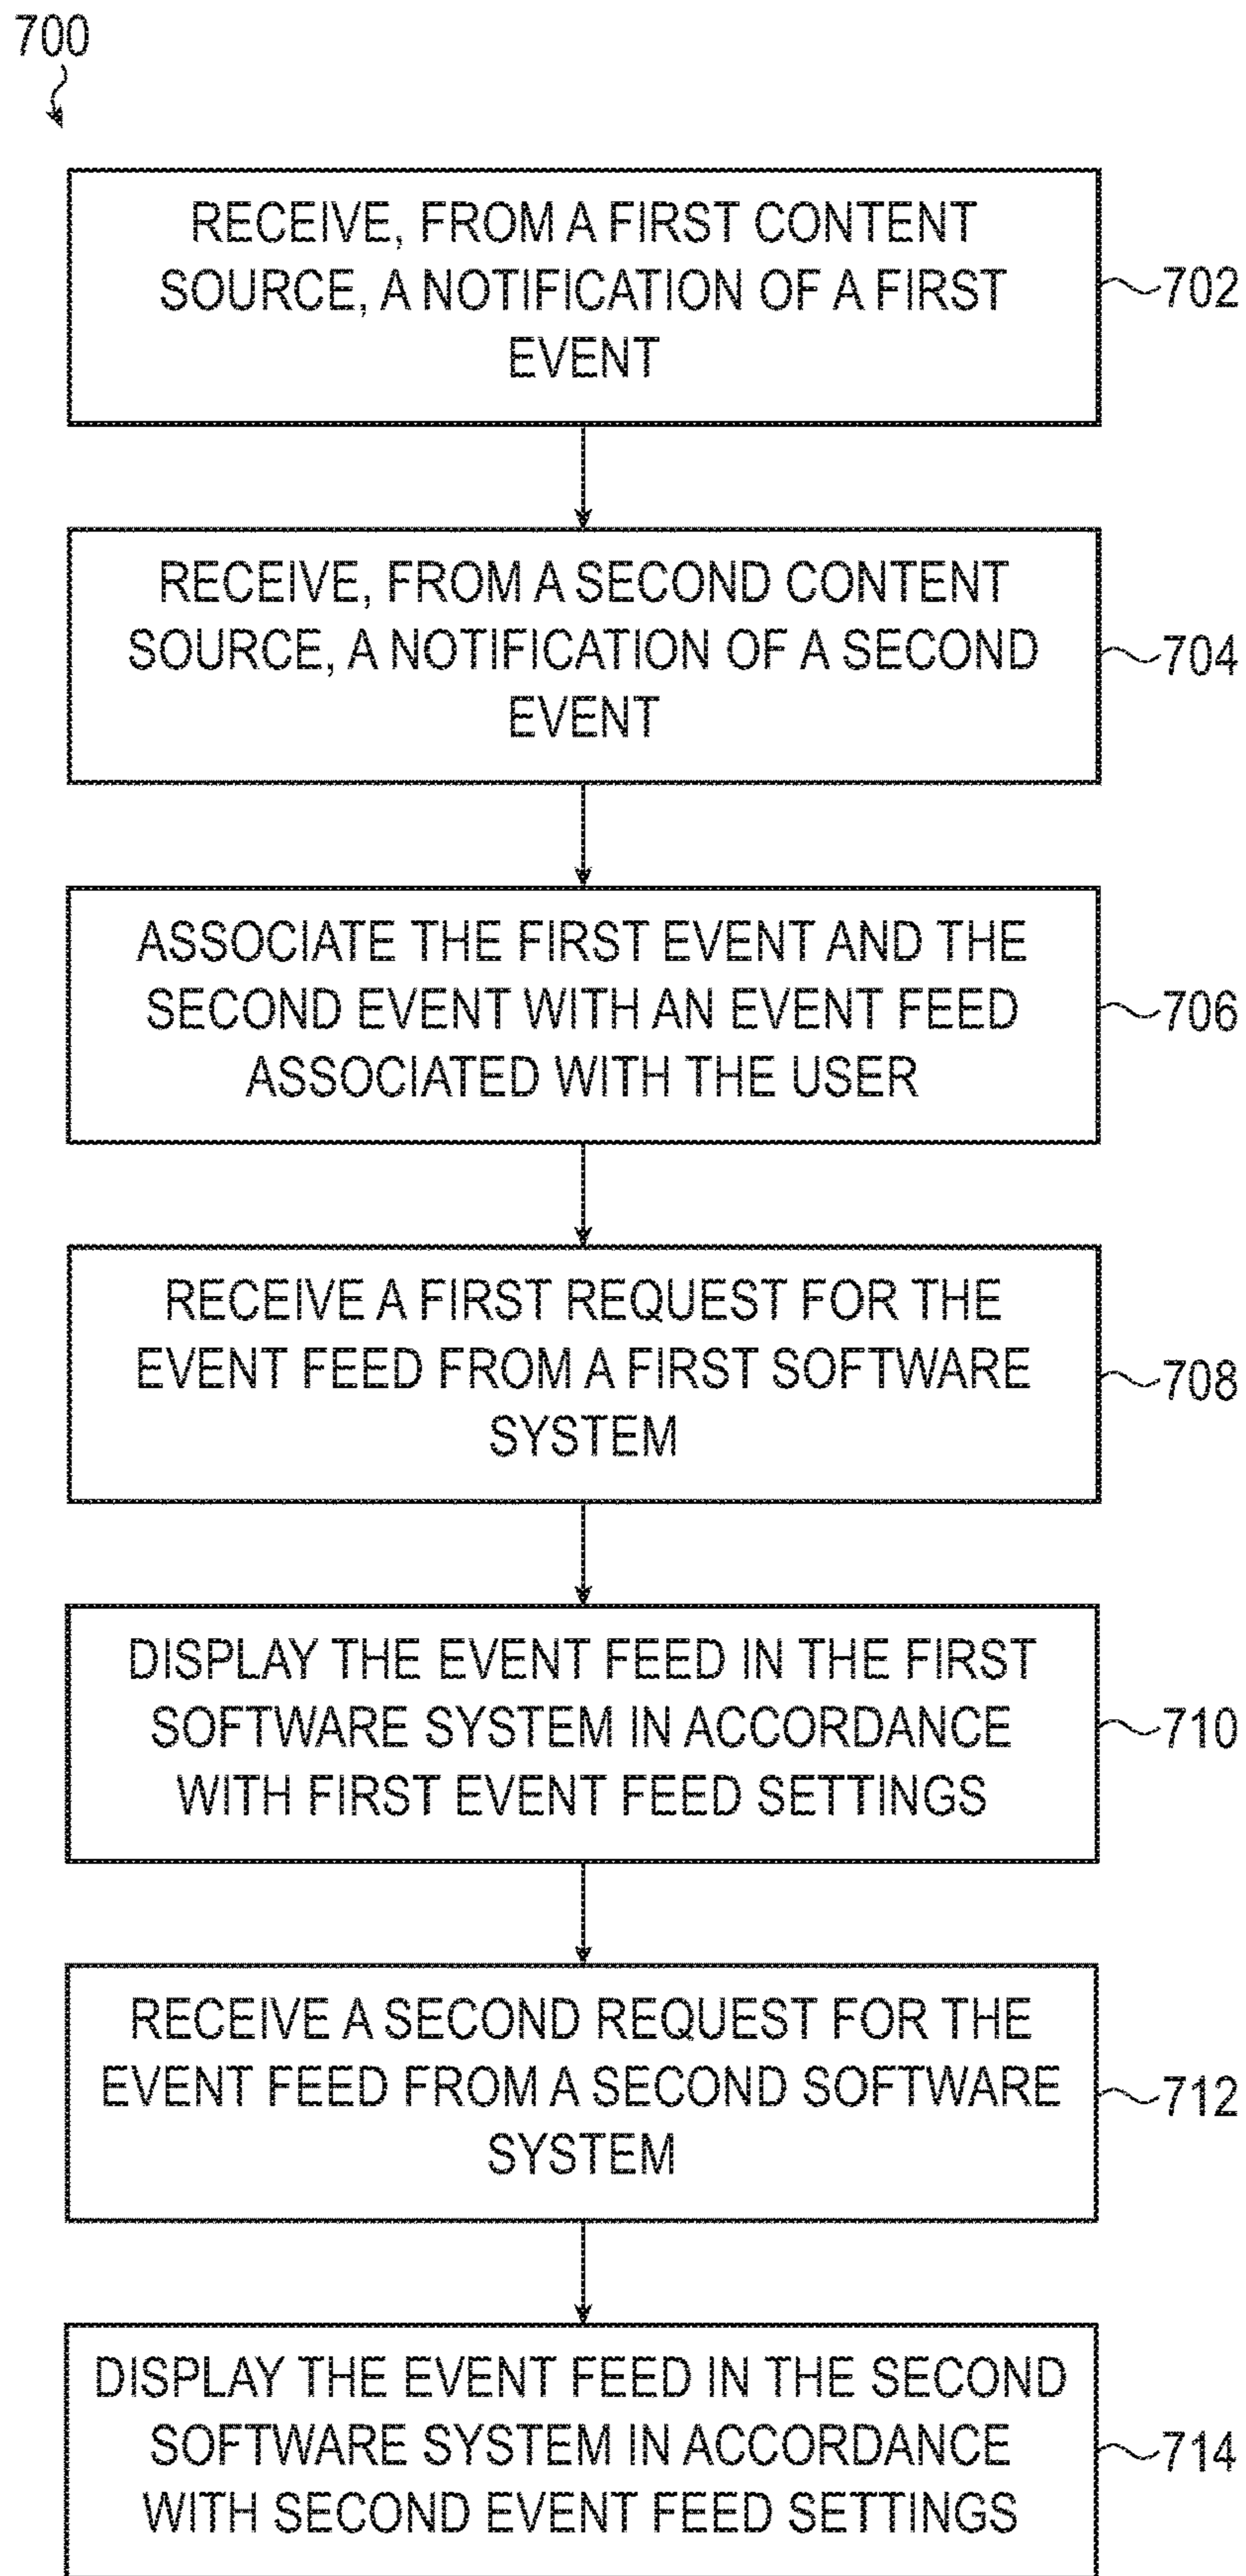 700
RECEIVE, FROM A FIRST CONTENT
SOURCE, A NOTIFICATION OF A FIRST
EVENT
702
RECEIVE, FROM A SECOND CONTENT
SOURCE, A NOTIFICATION OF A SECOND
EVENT
704
ASSOCIATE THE FIRST EVENT AND THE
SECOND EVENT WITH AN EVENT FEED
ASSOCIATED WITH THE USER
706
RECEIVE A FIRST REQUEST FOR THE
EVENT FEED FROM A FIRST SOFTWARE
SYSTEM
708
DISPLAY THE EVENT FEED IN THE FIRST
SOFTWARE SYSTEM IN ACCORDANCE
WITH FIRST EVENT FEED SETTINGS
710
RECEIVE A SECOND REQUEST FOR THE
EVENT FEED FROM A SECOND SOFTWARE
SYSTEM
712
DISPLAY THE EVENT FEED IN THE SECOND
SOFTWARE SYSTEM IN ACCORDANCE
WITH SECOND EVENT FEED SETTINGS
714